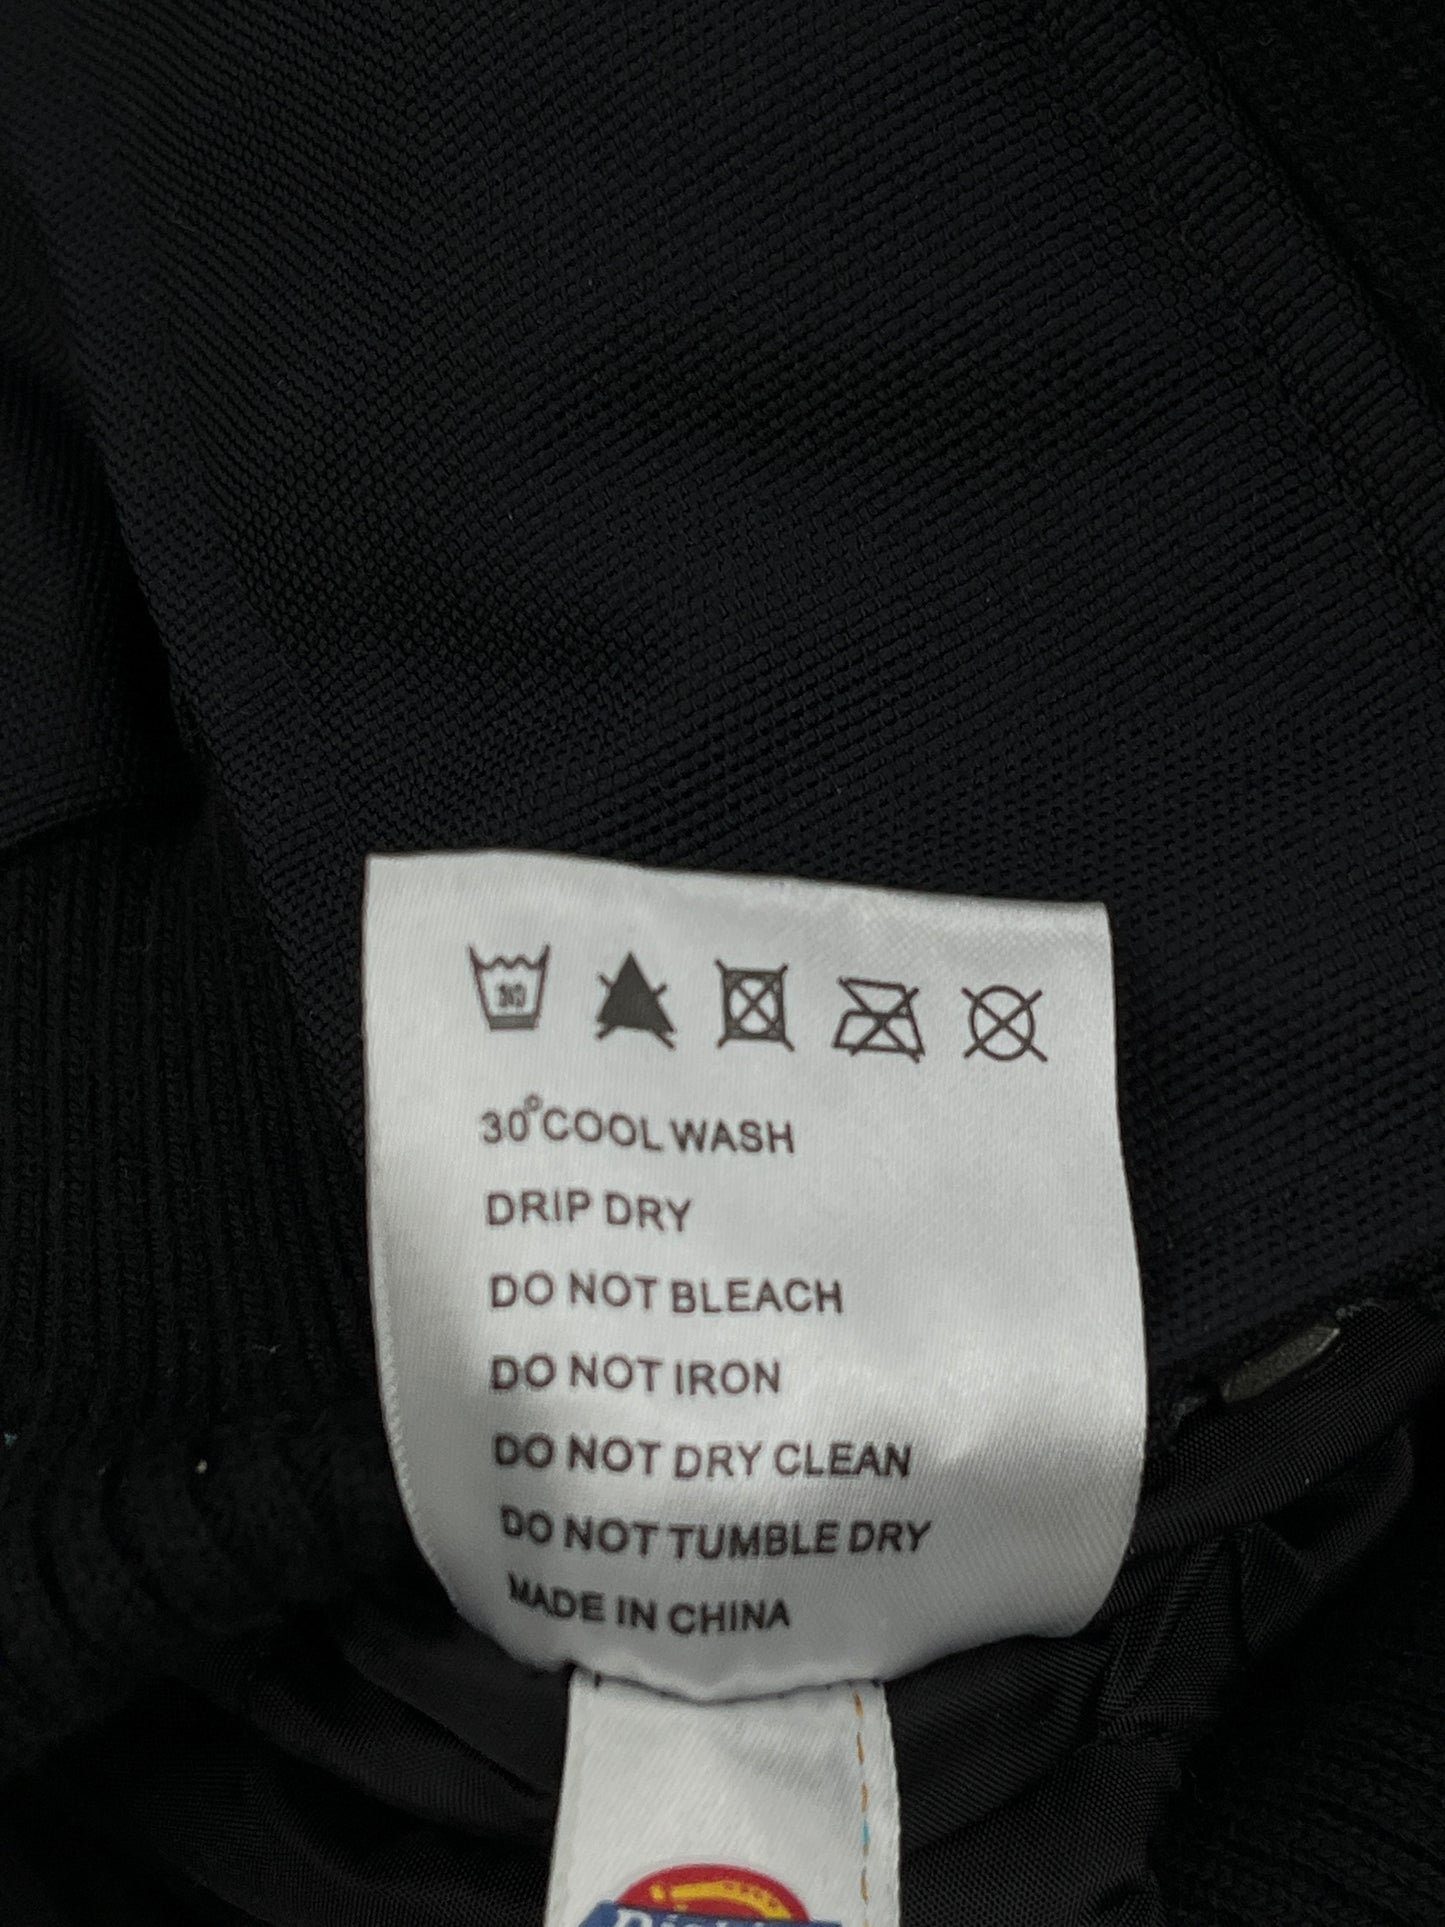 30°COOL WASH
DRIP DRY
DO NOT BLEACH
DO NOT IRON
DO NOT DRY CLEAN
DO NOT TUMBLE DRY
MADE IN CHINA